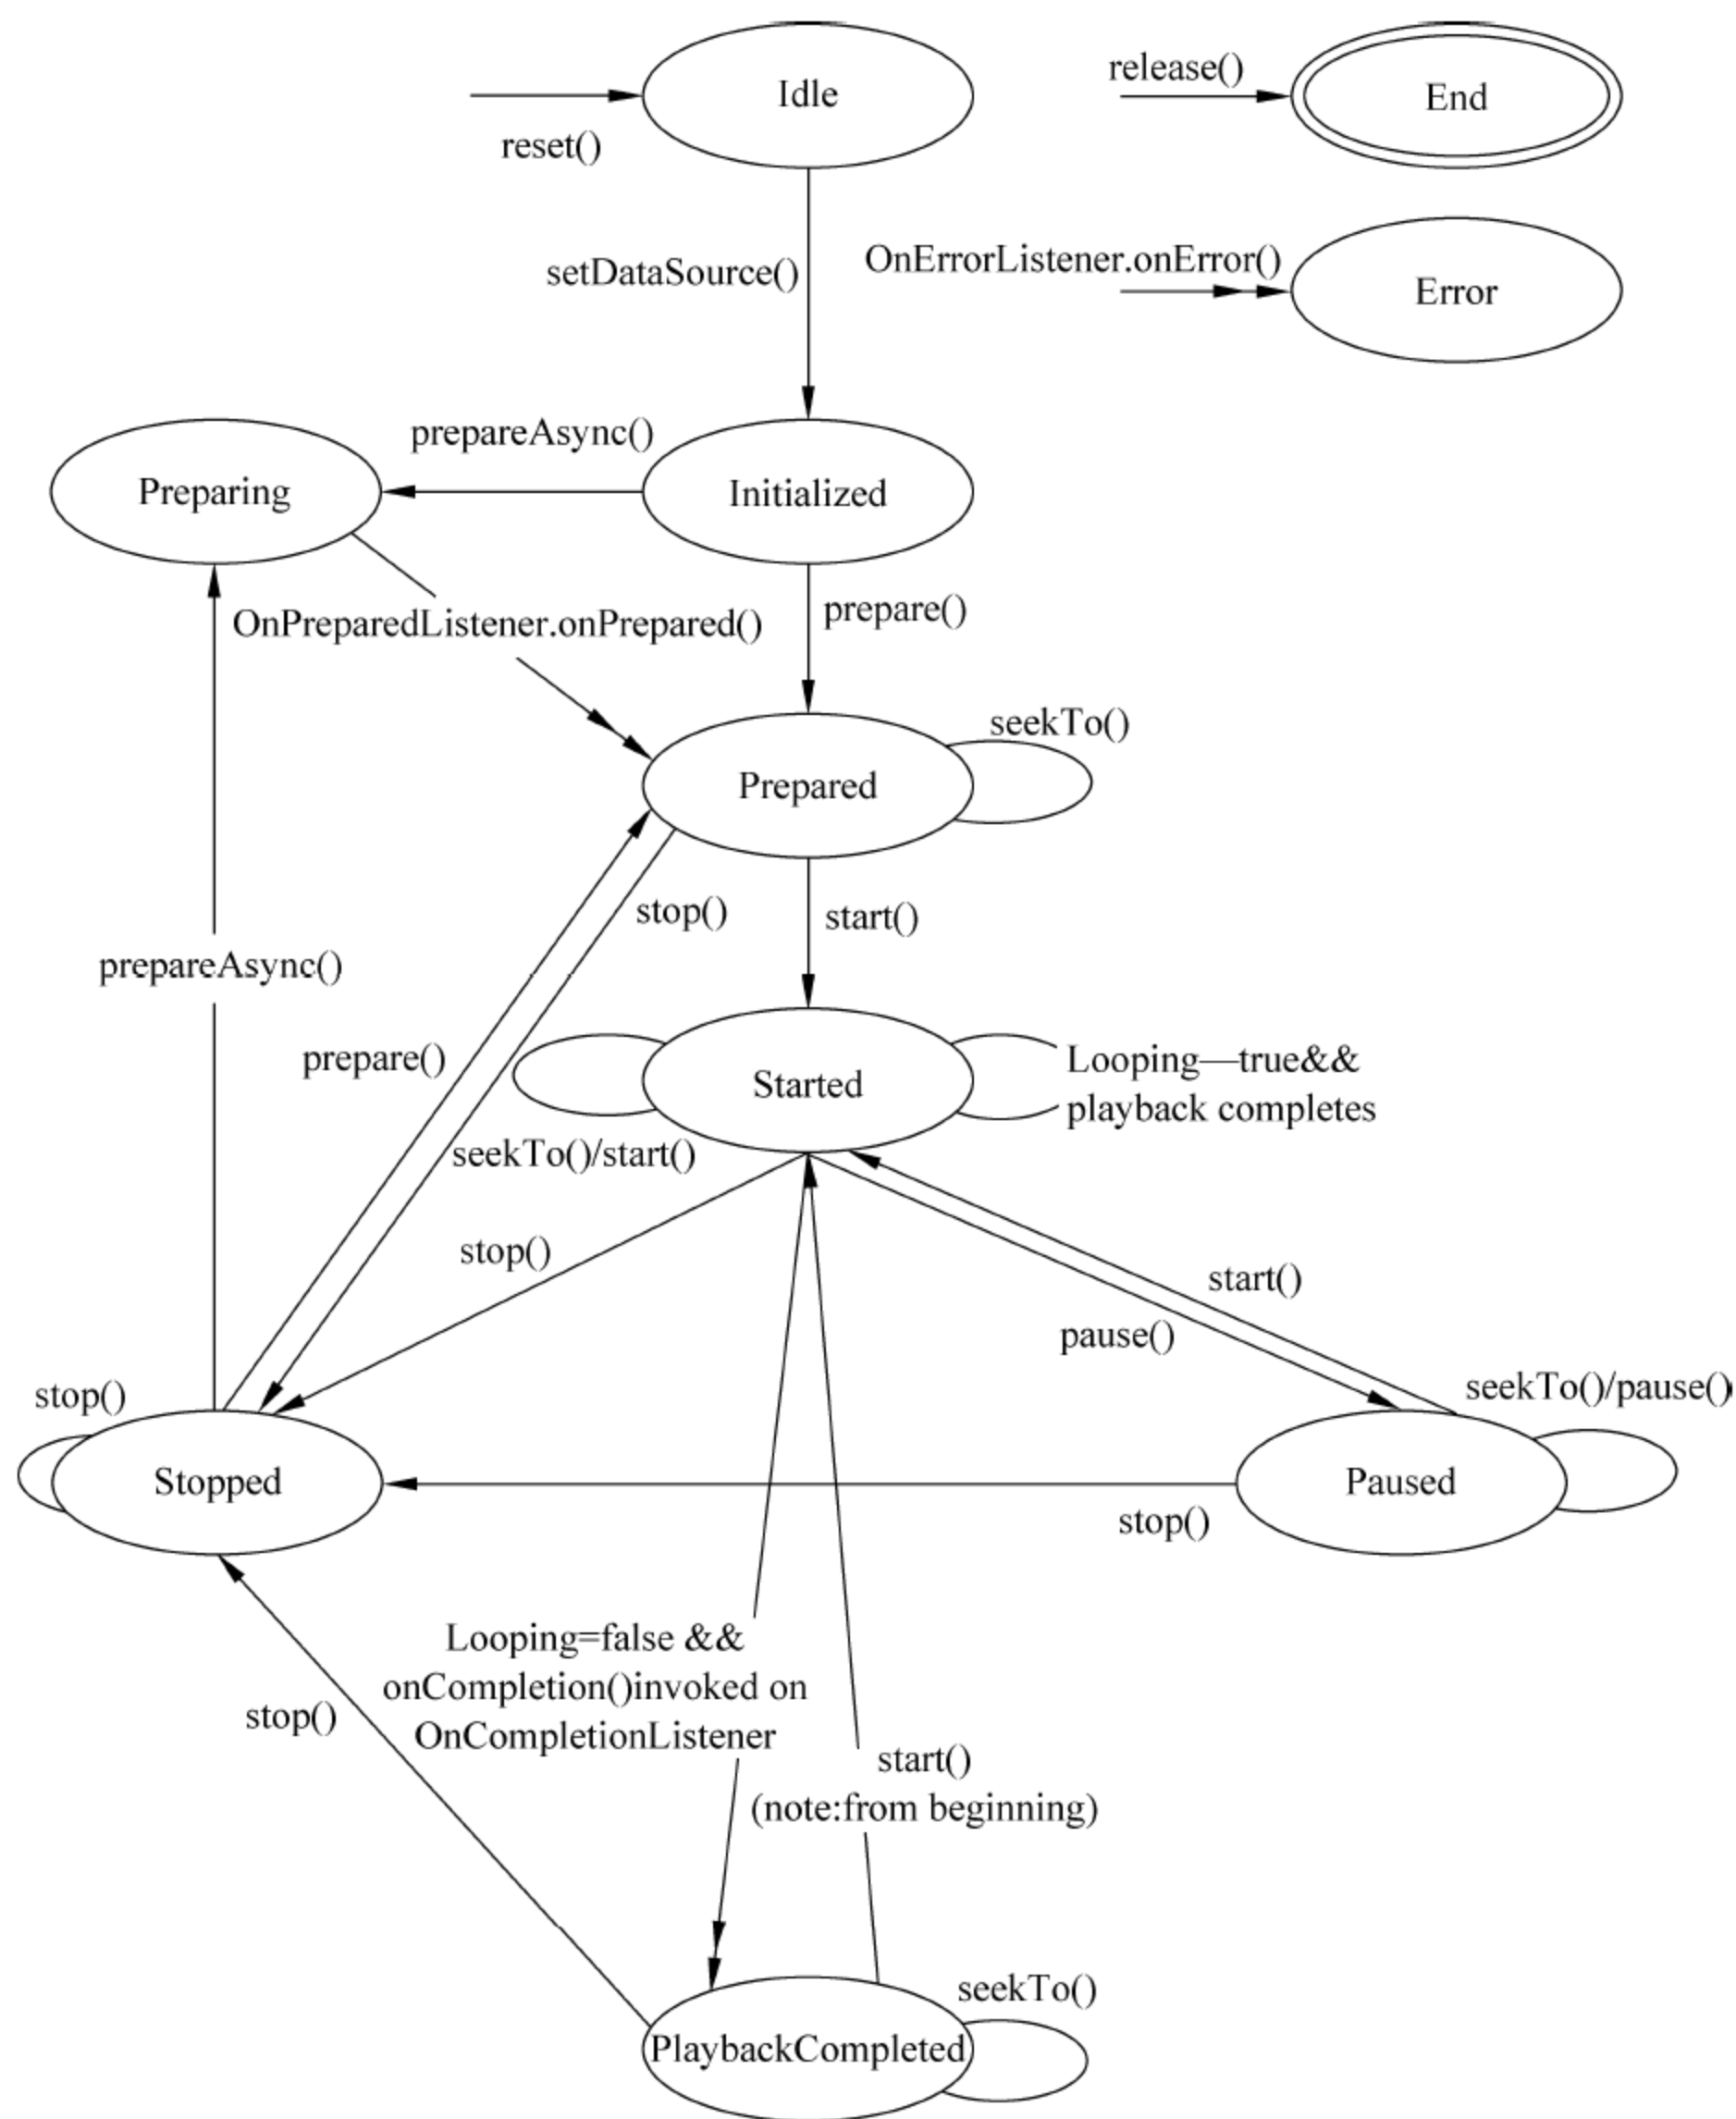 Idle
release()
End
reset()
setDataSource()
OnErrorListener.onError()
Error
prepareAsync()
Preparing
Initialized
OnPreparedListener.onPrepared()
prepare()
seekTo()
Prepared
stop()
start()
prepareAsync()
prepare()
Started
Looping—true&&
playback completes
seekTo()/start()
stop()
start()
pause()
stop()
seekTo()/pause()
Stopped
Paused
stop()
Looping=false &&
onCompletion()invoked on
OnCompletionListener
stop()
start()
(note:from beginning)
seekTo()
PlaybackCompleted